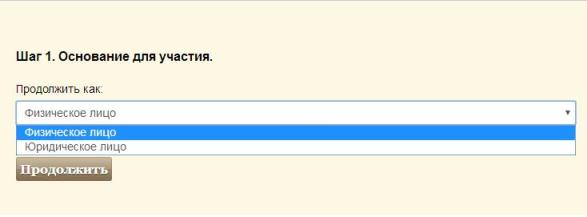 Шаг 1. Основание для участия.
Продолжить как:
Физическое лицо
Физическое лицо
Юридическое лицо
Продолжить